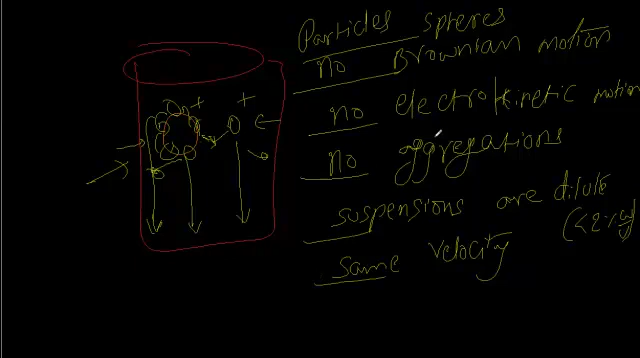 Particles spheres
no Brownian motion
no electrokinetic motion
no aggregations
suspensions are dilute
same velocity